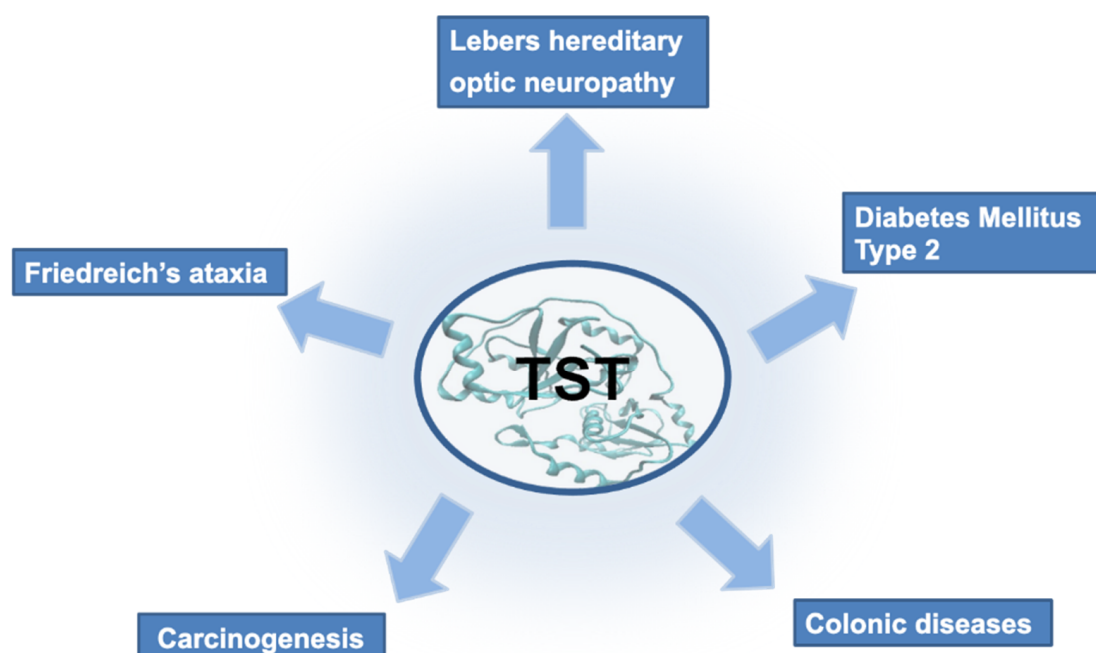 Lebers hereditary
optic neuropathy
Diabetes Mellitus
Type 2
Friedreich's ataxia
TST
Carcinogenesis
Colonic diseases